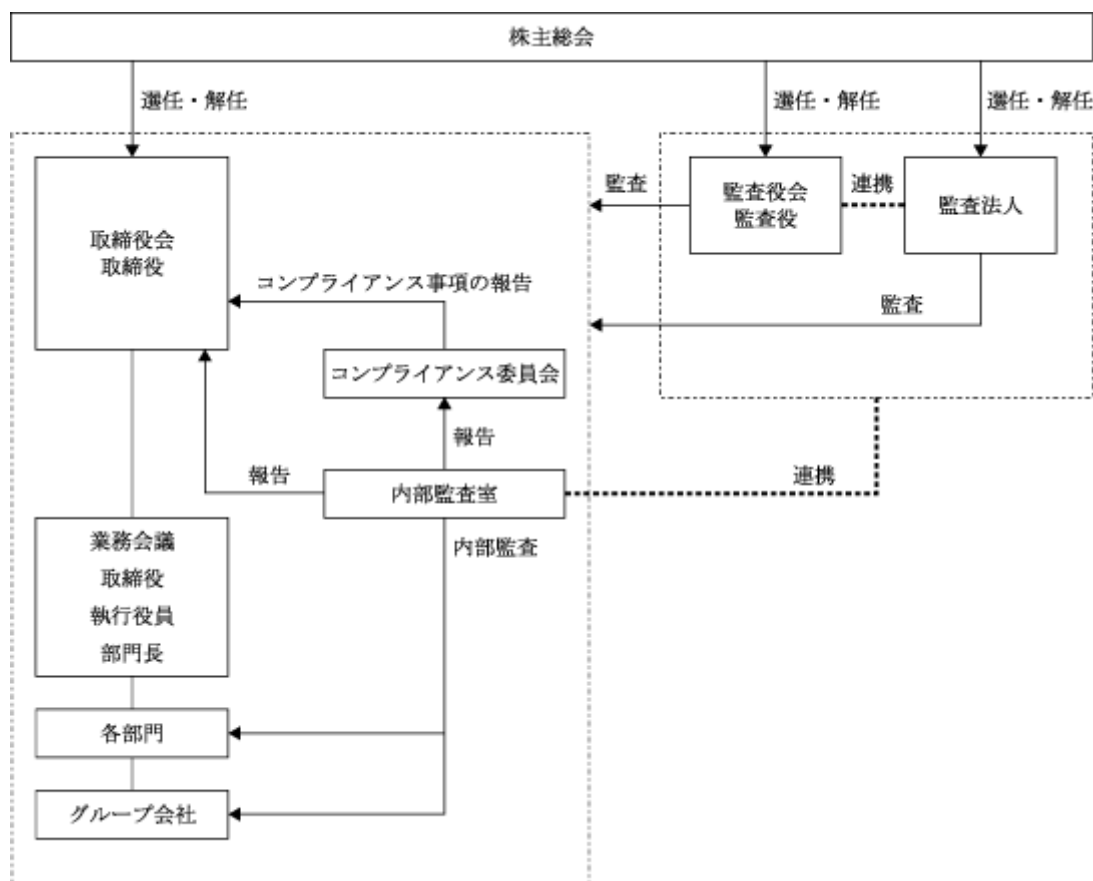 株主総会
選任・解任
選任・解任
選任・解任
取締役会
取締役
監査
監査役会
監査役
連携
監査法人
コンプライアンス事項の報告
監査
コンプライアンス委員会
報告
報告
内部監査室
連携
内部監査
業務会議
取締役
執行役員
部門長
各部門
グループ会社